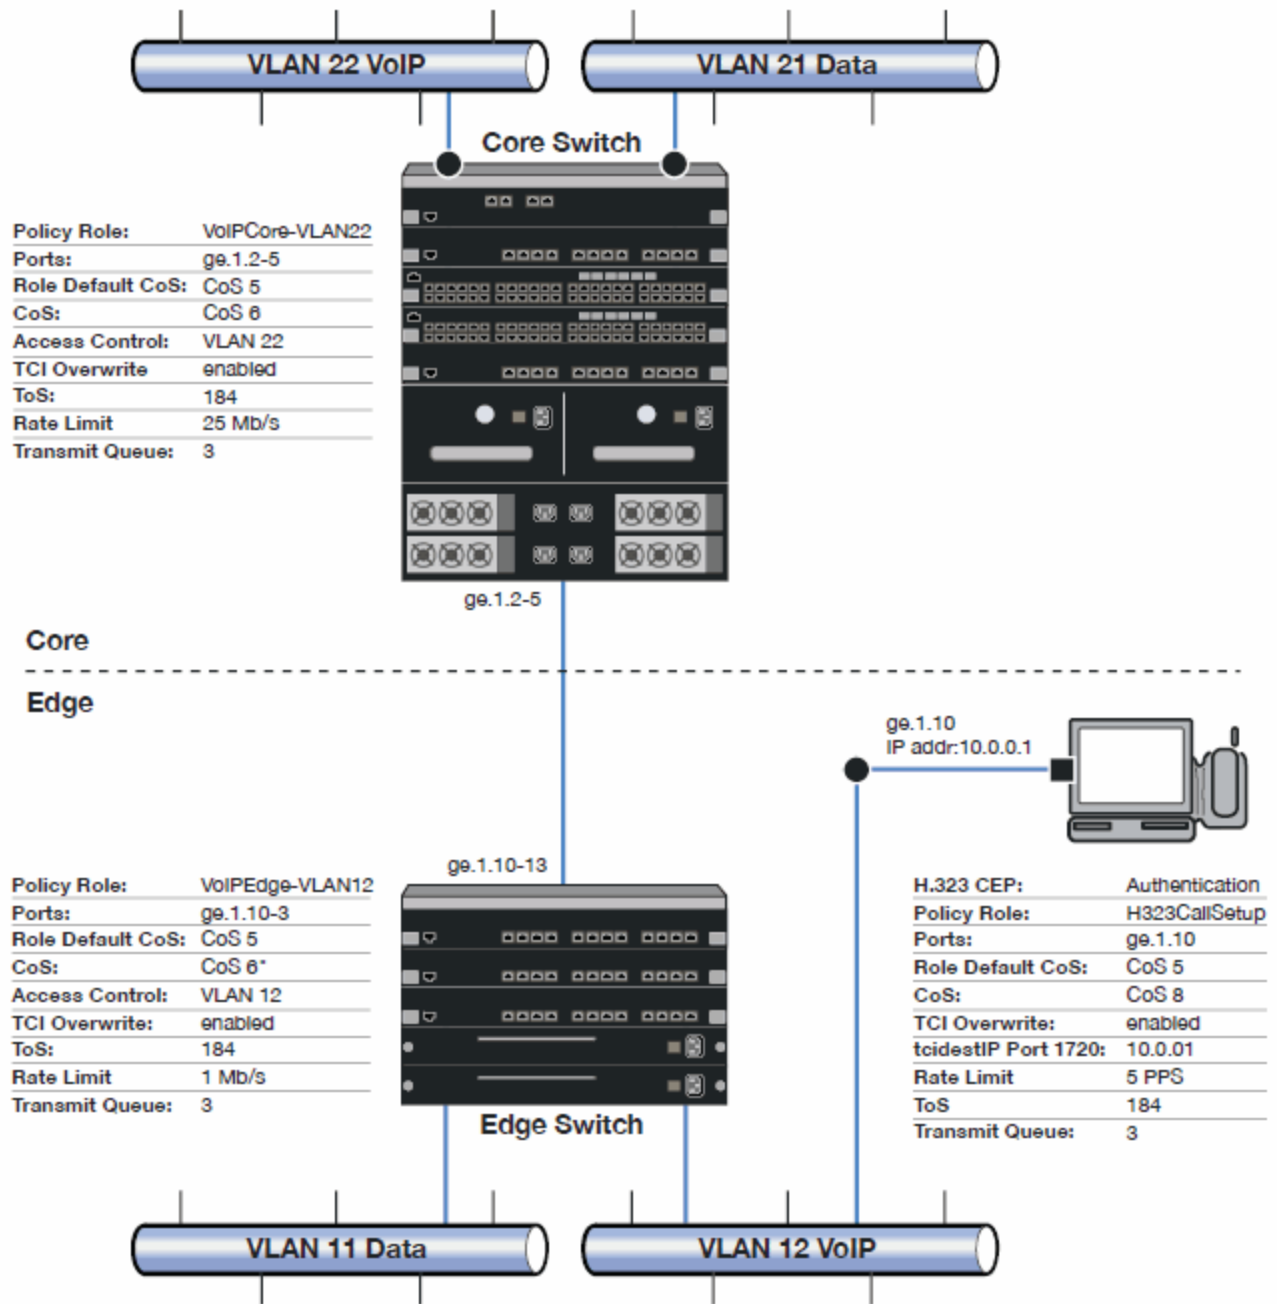 VLAN 22 VoIP
VLAN 21 Data
Core Switch
Policy Role: VoIPCore-VLAN22
Ports: ge.1.2-5
Role Default CoS: CoS 5
CoS: CoS 6
Access Control: VLAN 22
TCI Overwrite enabled
ToS: 184
Rate Limit 25 Mb/s
Transmit Queue: 3
ge.1.2-5
Core
Edge
ge.1.10
IP addr:10.0.0.1
ge.1.10-13
Policy Role: VoIPEdge-VLAN12
Ports: ge.1.10-3
Role Default CoS: CoS 5
CoS: CoS 6*
Access Control: VLAN 12
TCI Overwrite: enabled
ToS: 184
Rate Limit 1 Mb/s
Transmit Queue: 3
H.323 CEP: Authentication
Policy Role: H323CallSetup
Ports: ge.1.10
Role Default CoS: CoS 5
CoS: CoS 8
TCI Overwrite: enabled
tcidestIP Port 1720: 10.0.01
Rate Limit 5 PPS
ToS 184
Transmit Queue: 3
Edge Switch
VLAN 11 Data
VLAN 12 VoIP